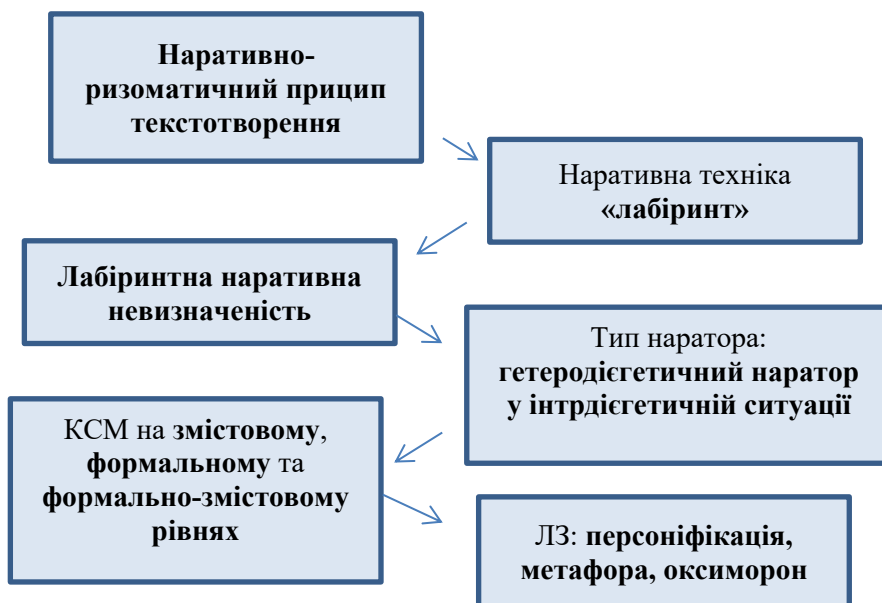 Наративно-
ризоматичний прицип
текстотворення
Наративна техніка
«лабіринт»
Лабіринтна наративна
невизначеність
Тип наратора:
гетеродієгетичний наратор
у інтрдієгетичній ситуації
КСМ на змістовому,
формальному та
формально-змістовому
рівнях
ЛЗ: персоніфікація,
метафора, оксиморон